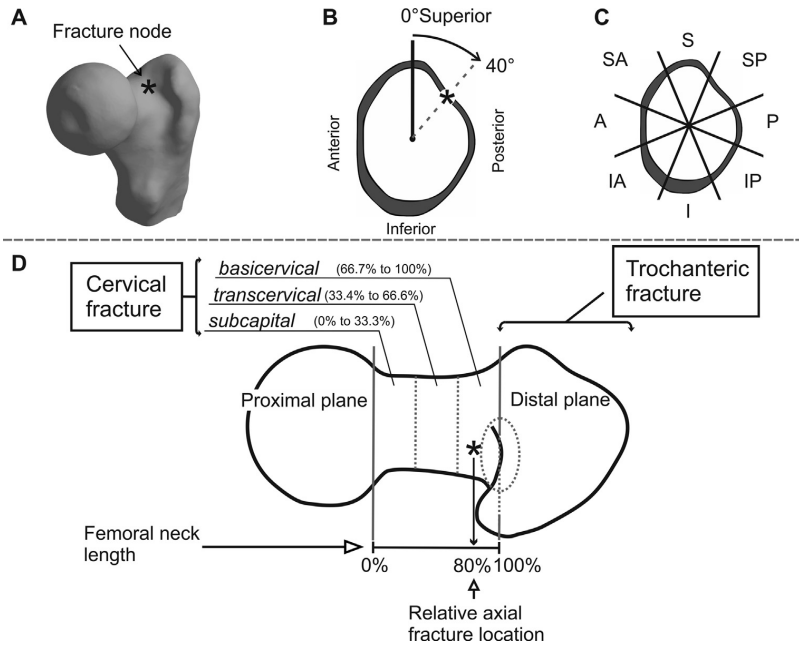 A
Fracture node
*
B
0°Superior
40°
*
Anterior
Posterior
Inferior
C
S
SA
SP
A
P
IA
IP
I
D
Cervical
fracture
basicervical (66.7% to 100%)
transcervical (33.4% to 66.6%)
subcapital (0% to 33.3%)
Trochanteric
fracture
Proximal plane
Distal plane
*
Femoral neck
length
0%
80%
100%
Relative axial
fracture location